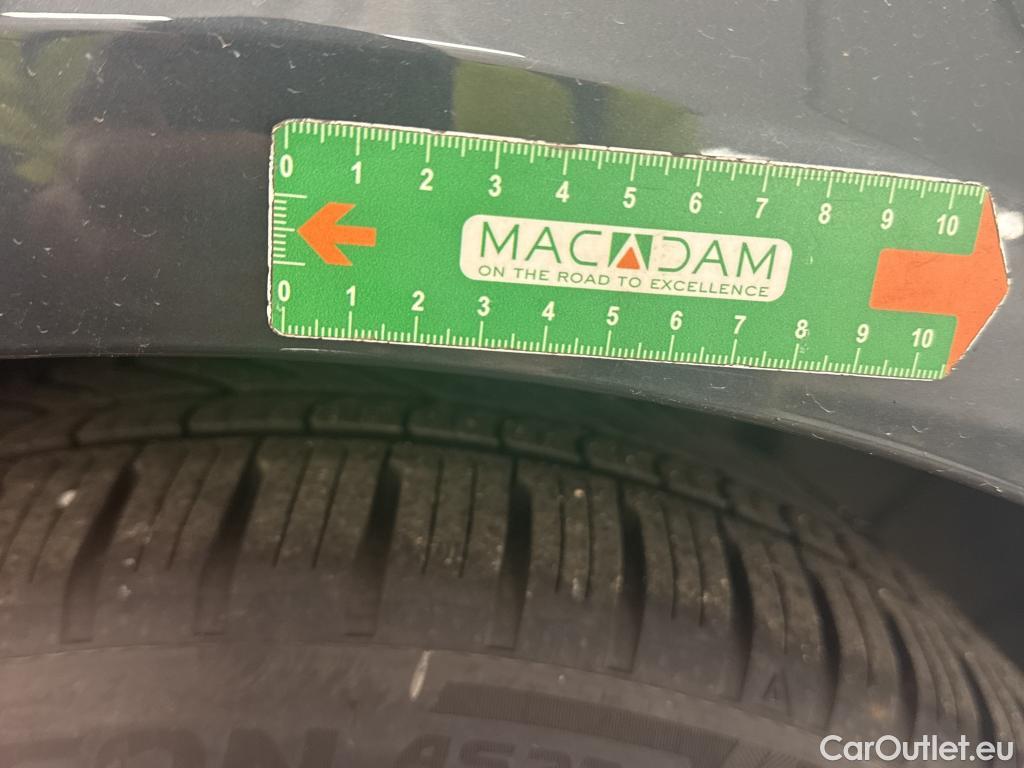 0 1 2 3 4 5 6 7 8 9 10
MACADAM
ON THE ROAD TO EXCELLENCE
0 1 2 3 4 5 6 7 8 9 10
A
CarOutlet.eu